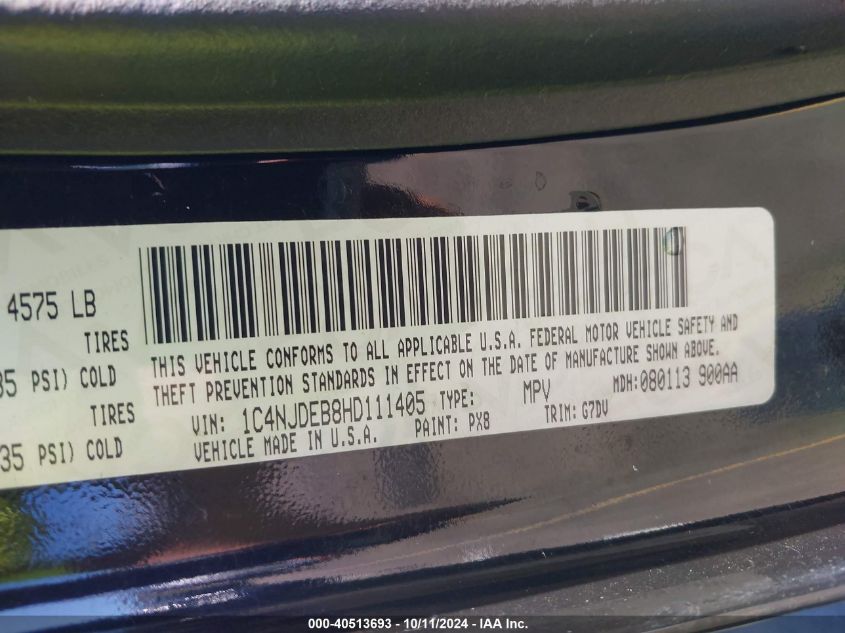 4575 LB
TIRES
35 PSI) COLD
TIRES
35 PSI) COLD
THIS VEHICLE CONFORMS TO ALL APPLICABLE U.S.A. FEDERAL MOTOR VEHICLE SAFETY AND
THEFT PREVENTION STANDARDS IN EFFECT ON THE DATE OF MANUFACTURE SHOWN ABOVE.
VIN: 1C4NJDEB8HD111405 TYPE: MPV MDH:080113 900AA
VEHICLE MADE IN U.S.A. PAINT: PX8 TRIM: G7DV
000-40513693 - 10/11/2024 - IAA Inc.